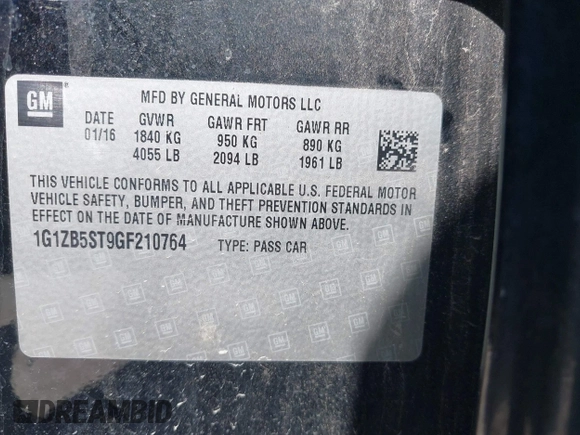 GM
MFD BY GENERAL MOTORS LLC
DATE GVWR GAWR FRT GAWR RR
01/16 1840 KG 950 KG 890 KG
4055 LB 2094 LB 1961 LB
THIS VEHICLE CONFORMS TO ALL APPLICABLE U.S. FEDERAL MOTOR
VEHICLE SAFETY, BUMPER, AND THEFT PREVENTION STANDARDS
IN EFFECT ON THE DATE OF MANUFACTURE SHOWN ABOVE.
1G1ZB5ST9GF210764 TYPE: PASS CAR
DREAMBID